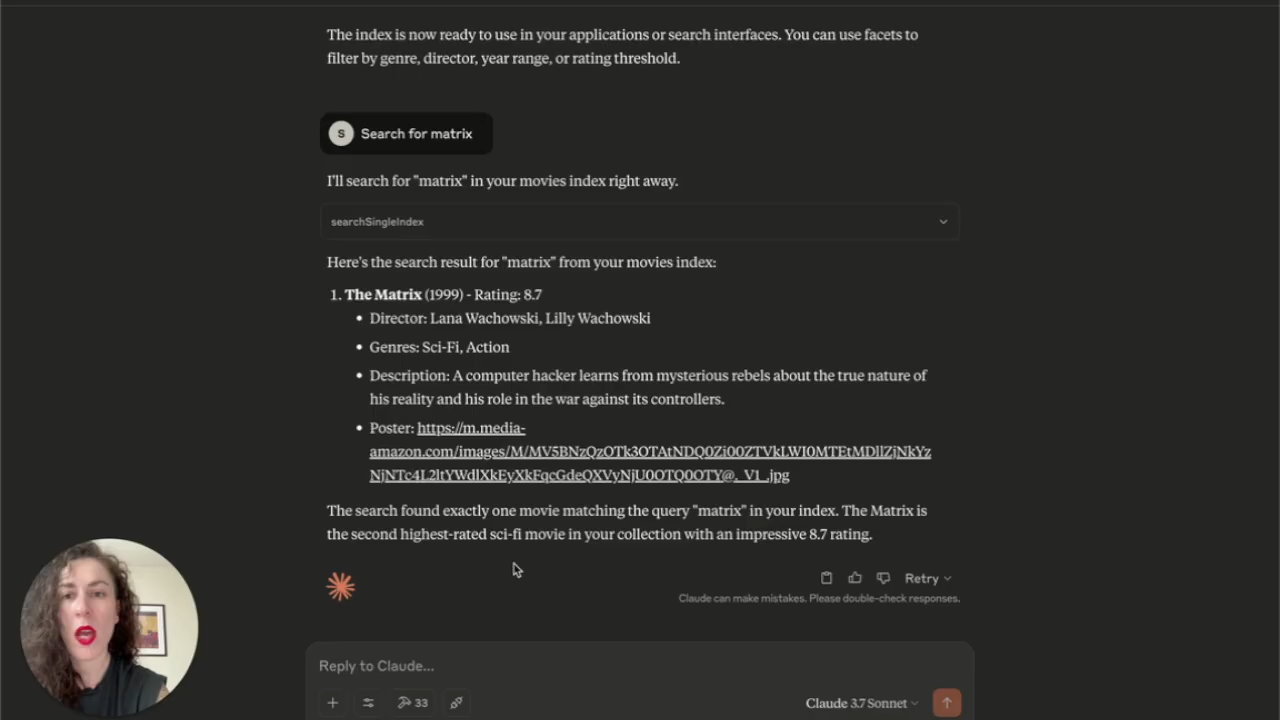 The index is now ready to use in your applications or search interfaces. You can use facets to
filter by genre, director, year range, or rating threshold.
S Search for matrix
I'll search for "matrix" in your movies index right away.
searchSingleIndex
Here's the search result for "matrix" from your movies index:
1. The Matrix (1999) - Rating: 8.7
• Director: Lana Wachowski, Lilly Wachowski
• Genres: Sci-Fi, Action
• Description: A computer hacker learns from mysterious rebels about the true nature of
his reality and his role in the war against its controllers.
• Poster: https://m.media-
amazon.com/images/M/MV5BNzQzOTk3OTAtNDQ0Zi00ZTVkLWI0MTEtMDllZjNkYz
NjNTc4L2ltYWdlXkEyXkFqcGdeQXVyNjU0OTQ0OTY@._V1_.jpg
The search found exactly one movie matching the query "matrix" in your index. The Matrix is
the second highest-rated sci-fi movie in your collection with an impressive 8.7 rating.
Retry
Claude can make mistakes. Please double-check responses.
Reply to Claude...
33
Claude 3.7 Sonnet